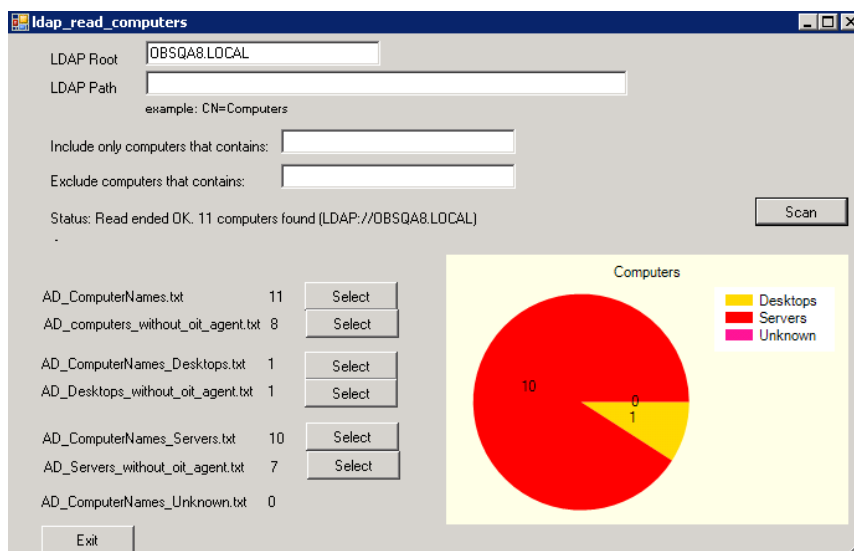 ldap_read_computers
LDAP Root OBSQA8.LOCAL
LDAP Path
example: CN=Computers
Include only computers that contains:
Exclude computers that contains:
Status: Read ended OK. 11 computers found (LDAP://OBSQA8.LOCAL)
Scan
-
AD_ComputerNames.txt 11 Select
AD_computers_without_oit_agent.txt 8 Select
AD_ComputerNames_Desktops.txt 1 Select
AD_Desktops_without_oit_agent.txt 1 Select
AD_ComputerNames_Servers.txt 10 Select
AD_Servers_without_oit_agent.txt 7 Select
AD_ComputerNames_Unknown.txt 0
Exit
Computers
Desktops
Servers
Unknown
10
0
1